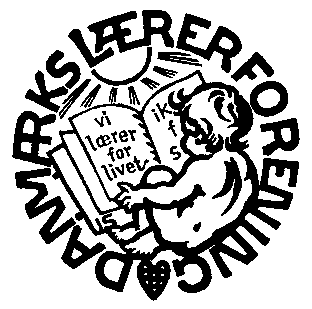 DANMARKS LÆRERFORENING
vi
lærer
for
livet
ik
f
s